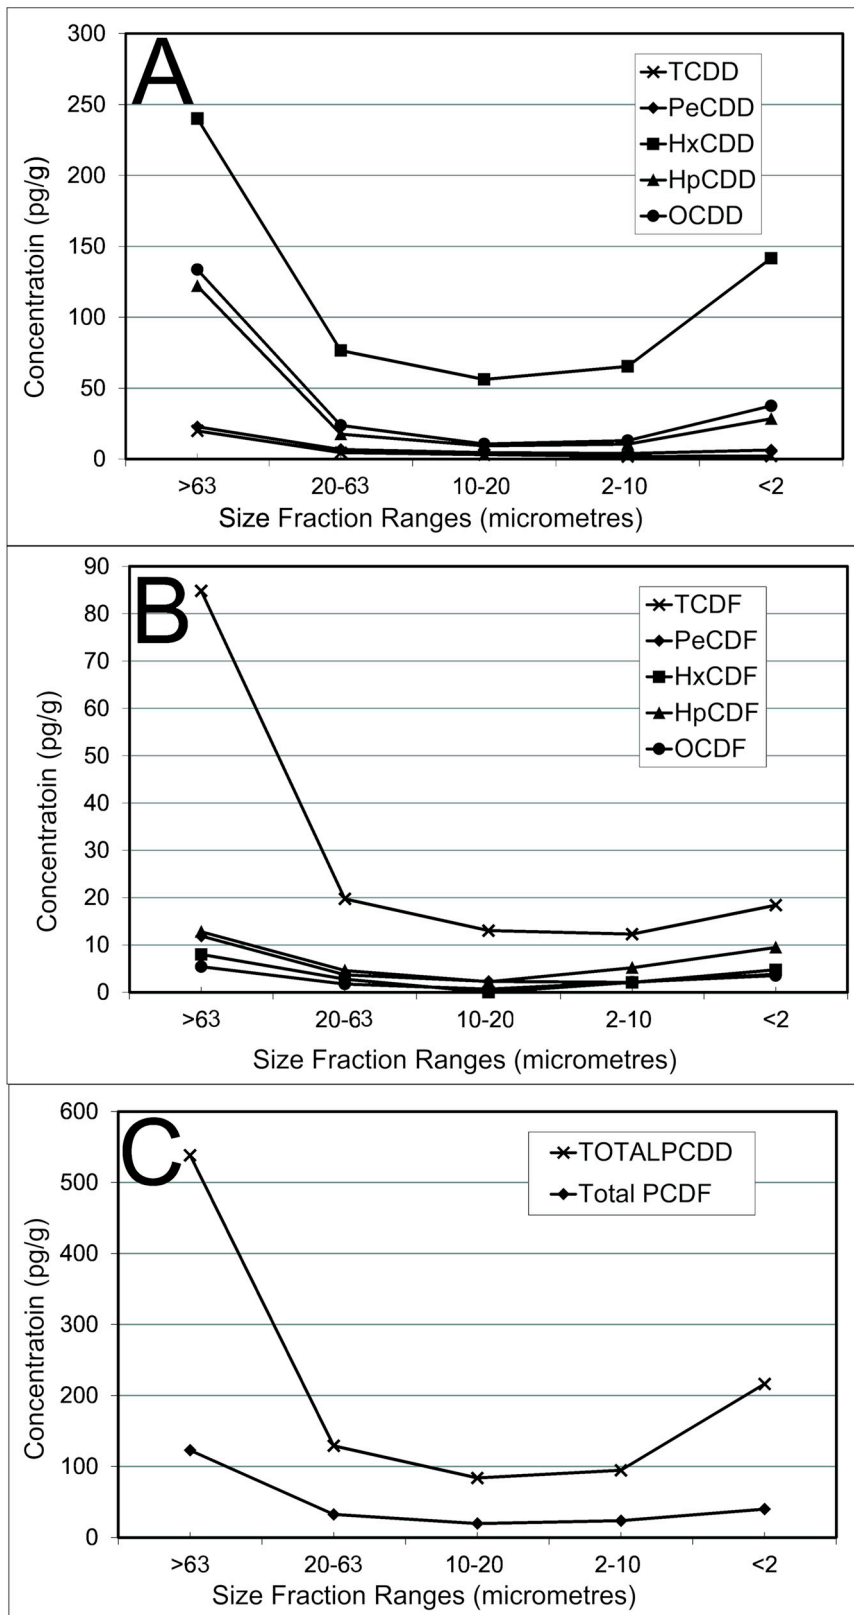 A
300
250
200
150
100
50
0
Concentratoin (pg/g)
TCDD
PeCDD
HxCDD
HpCDD
OCDD
>63 20-63 10-20 2-10 <2
Size Fraction Ranges (micrometres)
B
90
80
70
60
50
40
30
20
10
0
Concentratoin (pg/g)
TCDF
PeCDF
HxCDF
HpCDF
OCDF
>63 20-63 10-20 2-10 <2
Size Fraction Ranges (micrometres)
C
600
500
400
300
200
100
0
Concentratoin (pg/g)
TOTALPCDD
Total PCDF
>63 20-63 10-20 2-10 <2
Size Fraction Ranges (micrometres)